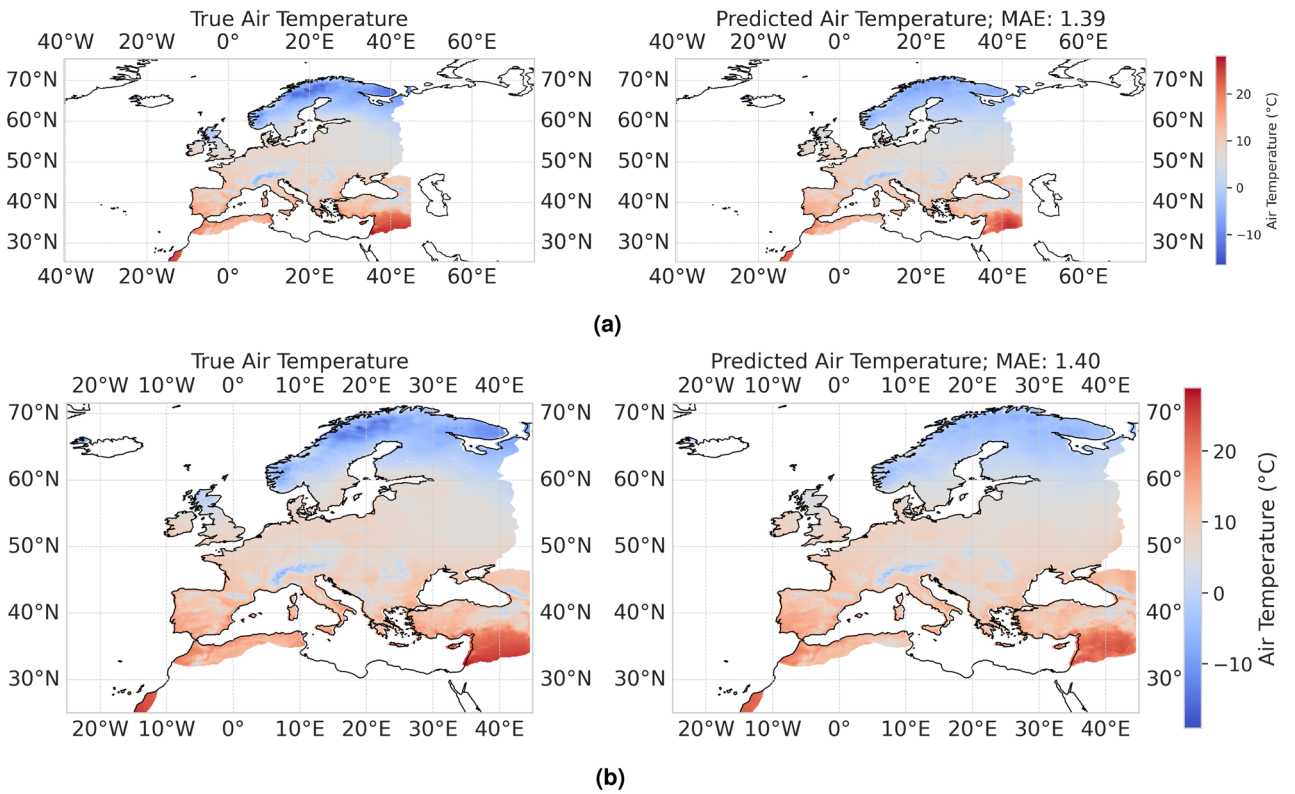 True Air Temperature
Predicted Air Temperature; MAE: 1.39
40°W 20°W 0° 20°E 40°E 60°E
40°W 20°W 0° 20°E 40°E 60°E
70°N 70°N 70°N 70°N
60°N 60°N 60°N 60°N
50°N 50°N 50°N 50°N
40°N 40°N 40°N 40°N
30°N 30°N 30°N 30°N
40°W 20°W 0° 20°E 40°E 60°E
40°W 20°W 0° 20°E 40°E 60°E
20
10
0
−10
Air Temperature (°C)
(a)
True Air Temperature
Predicted Air Temperature; MAE: 1.40
20°W 10°W 0° 10°E 20°E 30°E 40°E
20°W 10°W 0° 10°E 20°E 30°E 40°E
70°N 70°N 70°N 70°
60°N 60°N 60°N 60°
50°N 50°N 50°N 50°
40°N 40°N 40°N 40°
30°N 30°N 30°N 30°
20°W 10°W 0° 10°E 20°E 30°E 40°E
20°W 10°W 0° 10°E 20°E 30°E 40°E
20
10
0
−10
Air Temperature (°C)
(b)